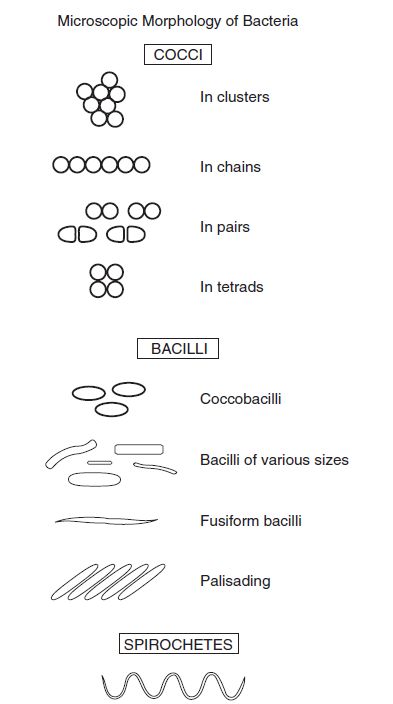 Microscopic Morphology of Bacteria
COCCI
In clusters
In chains
In pairs
In tetrads
BACILLI
Coccobacilli
Bacilli of various sizes
Fusiform bacilli
Palisading
SPIROCHETES